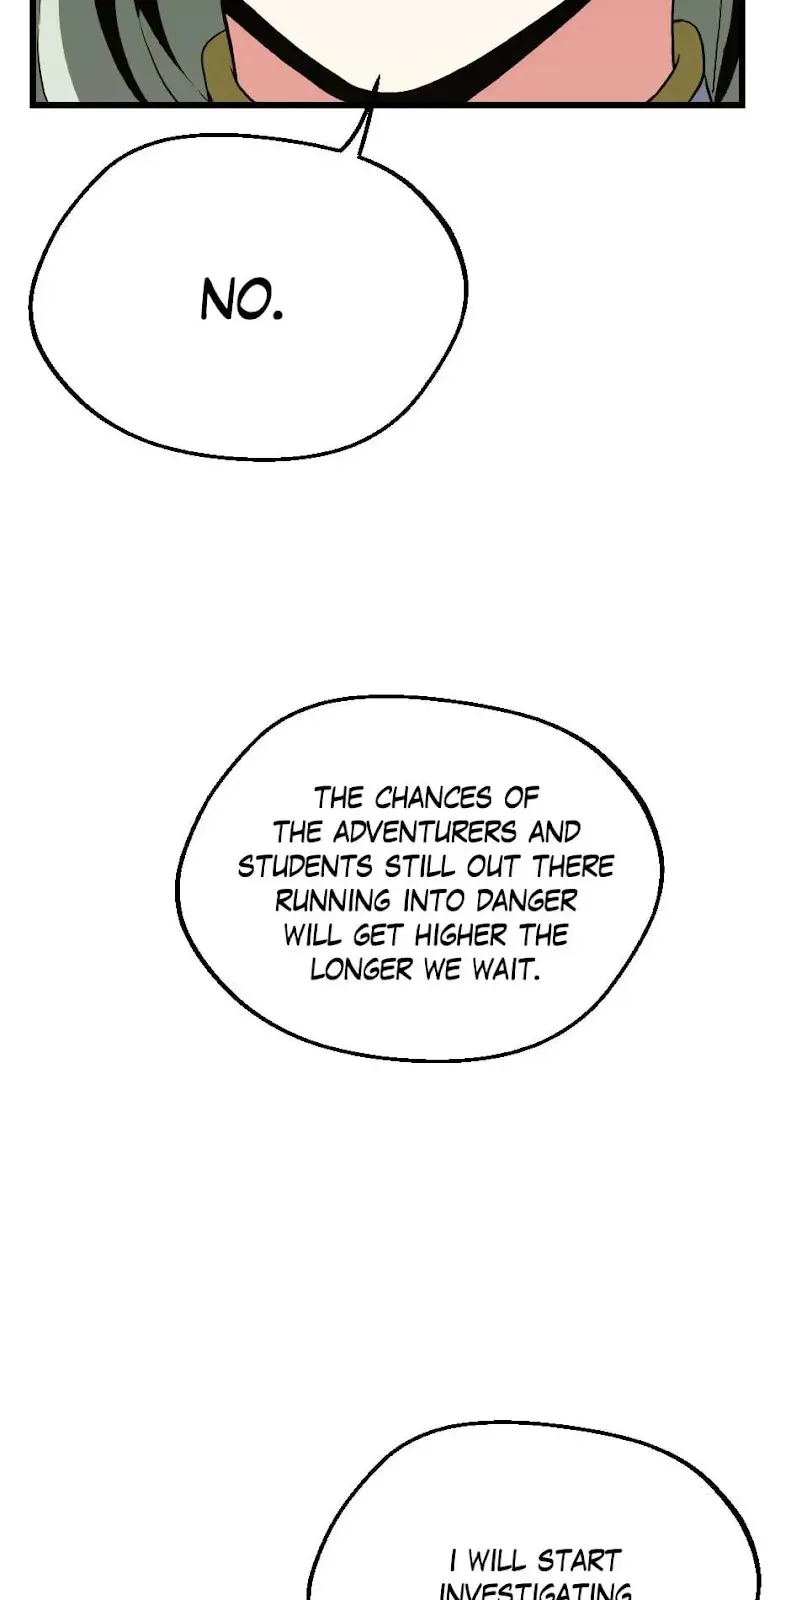 NO.
THE CHANCES OF
THE ADVENTURERS AND
STUDENTS STILL OUT THERE
RUNNING INTO DANGER
WILL GET HIGHER THE
LONGER WE WAIT.
I WILL START
INVESTIGATING